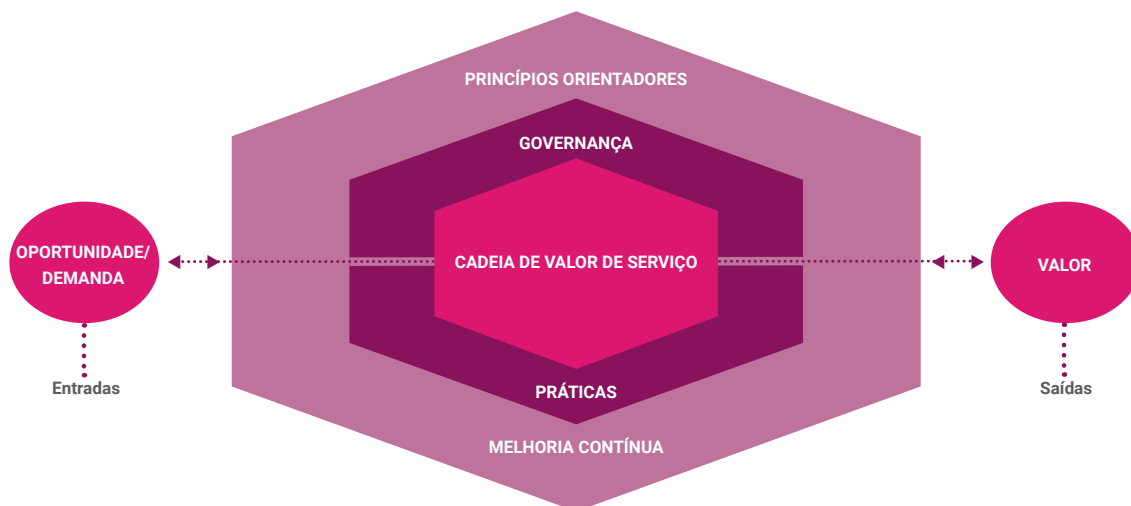 PRINCÍPIOS ORIENTADORES
GOVERNANÇA
OPORTUNIDADE/
DEMANDA
CADEIA DE VALOR DE SERVIÇO
VALOR
Entradas
Saídas
PRÁTICAS
MELHORIA CONTÍNUA